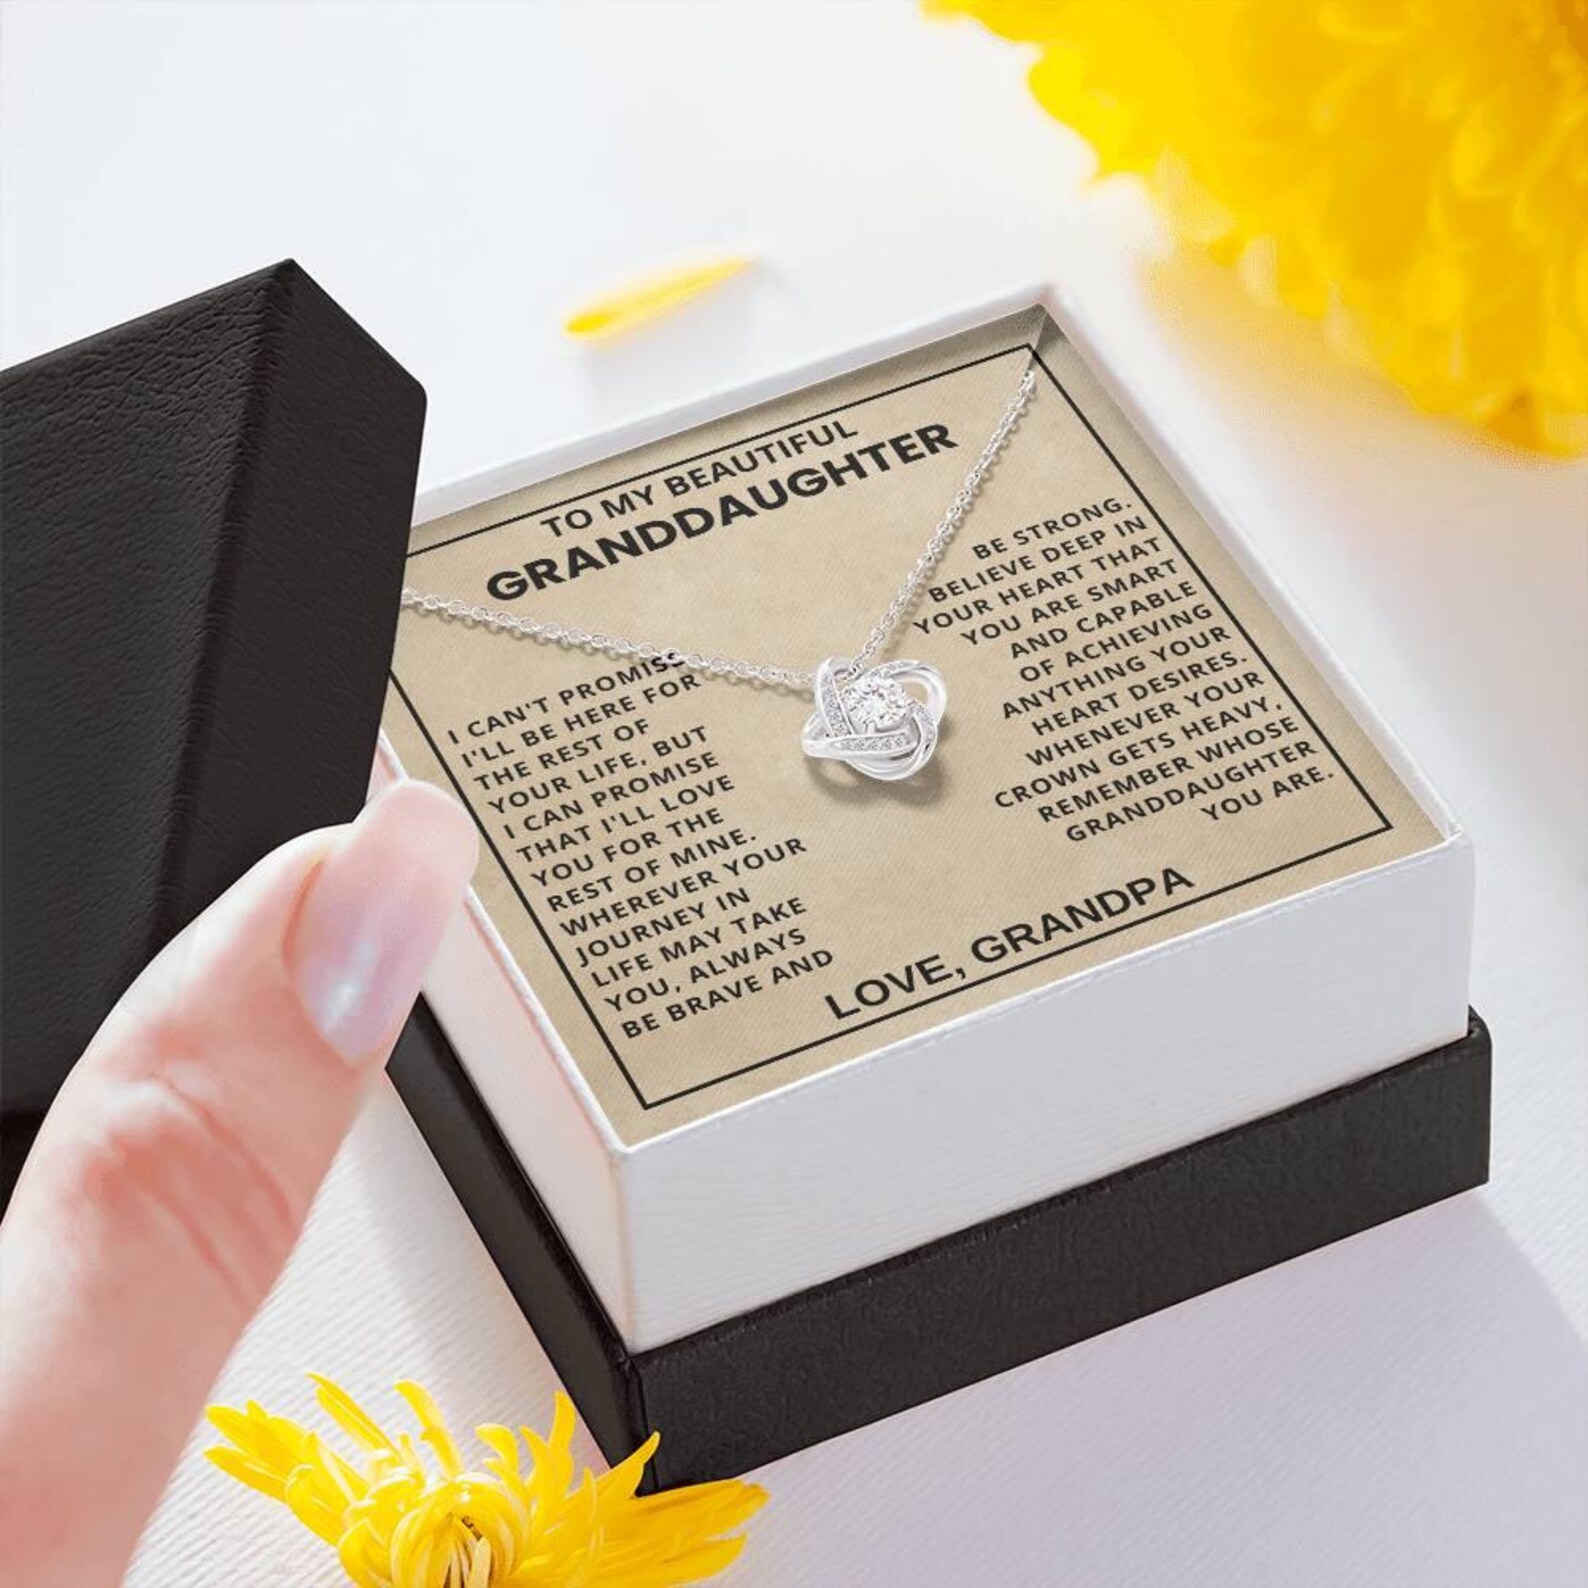 TO MY BEAUTIFUL
GRANDDAUGHTER
I CAN'T PROMISE
I'LL BE HERE FOR
THE REST OF
YOUR LIFE, BUT
I CAN PROMISE
THAT I'LL LOVE
YOU FOR THE
REST OF MINE.
WHEREVER YOUR
JOURNEY IN
LIFE MAY TAKE
YOU, ALWAYS
BE BRAVE AND
BE STRONG.
BELIEVE DEEP IN
YOUR HEART THAT
YOU ARE SMART
AND CAPABLE
OF ACHIEVING
ANYTHING YOUR
HEART DESIRES.
WHENEVER YOUR
CROWN GETS HEAVY,
REMEMBER WHOSE
GRANDDAUGHTER
YOU ARE.
LOVE, GRANDPA